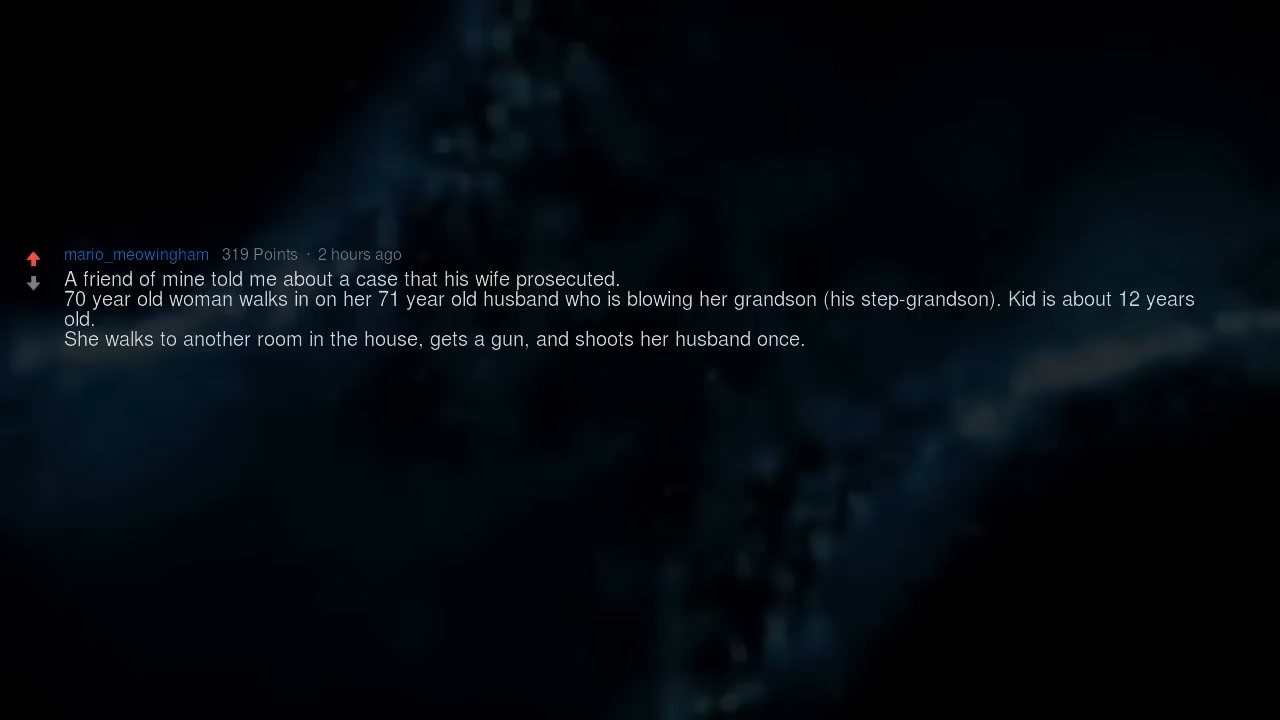 mario_meowingham 319 Points · 2 hours ago
A friend of mine told me about a case that his wife prosecuted.
70 year old woman walks in on her 71 year old husband who is blowing her grandson (his step-grandson). Kid is about 12 years
old.
She walks to another room in the house, gets a gun, and shoots her husband once.